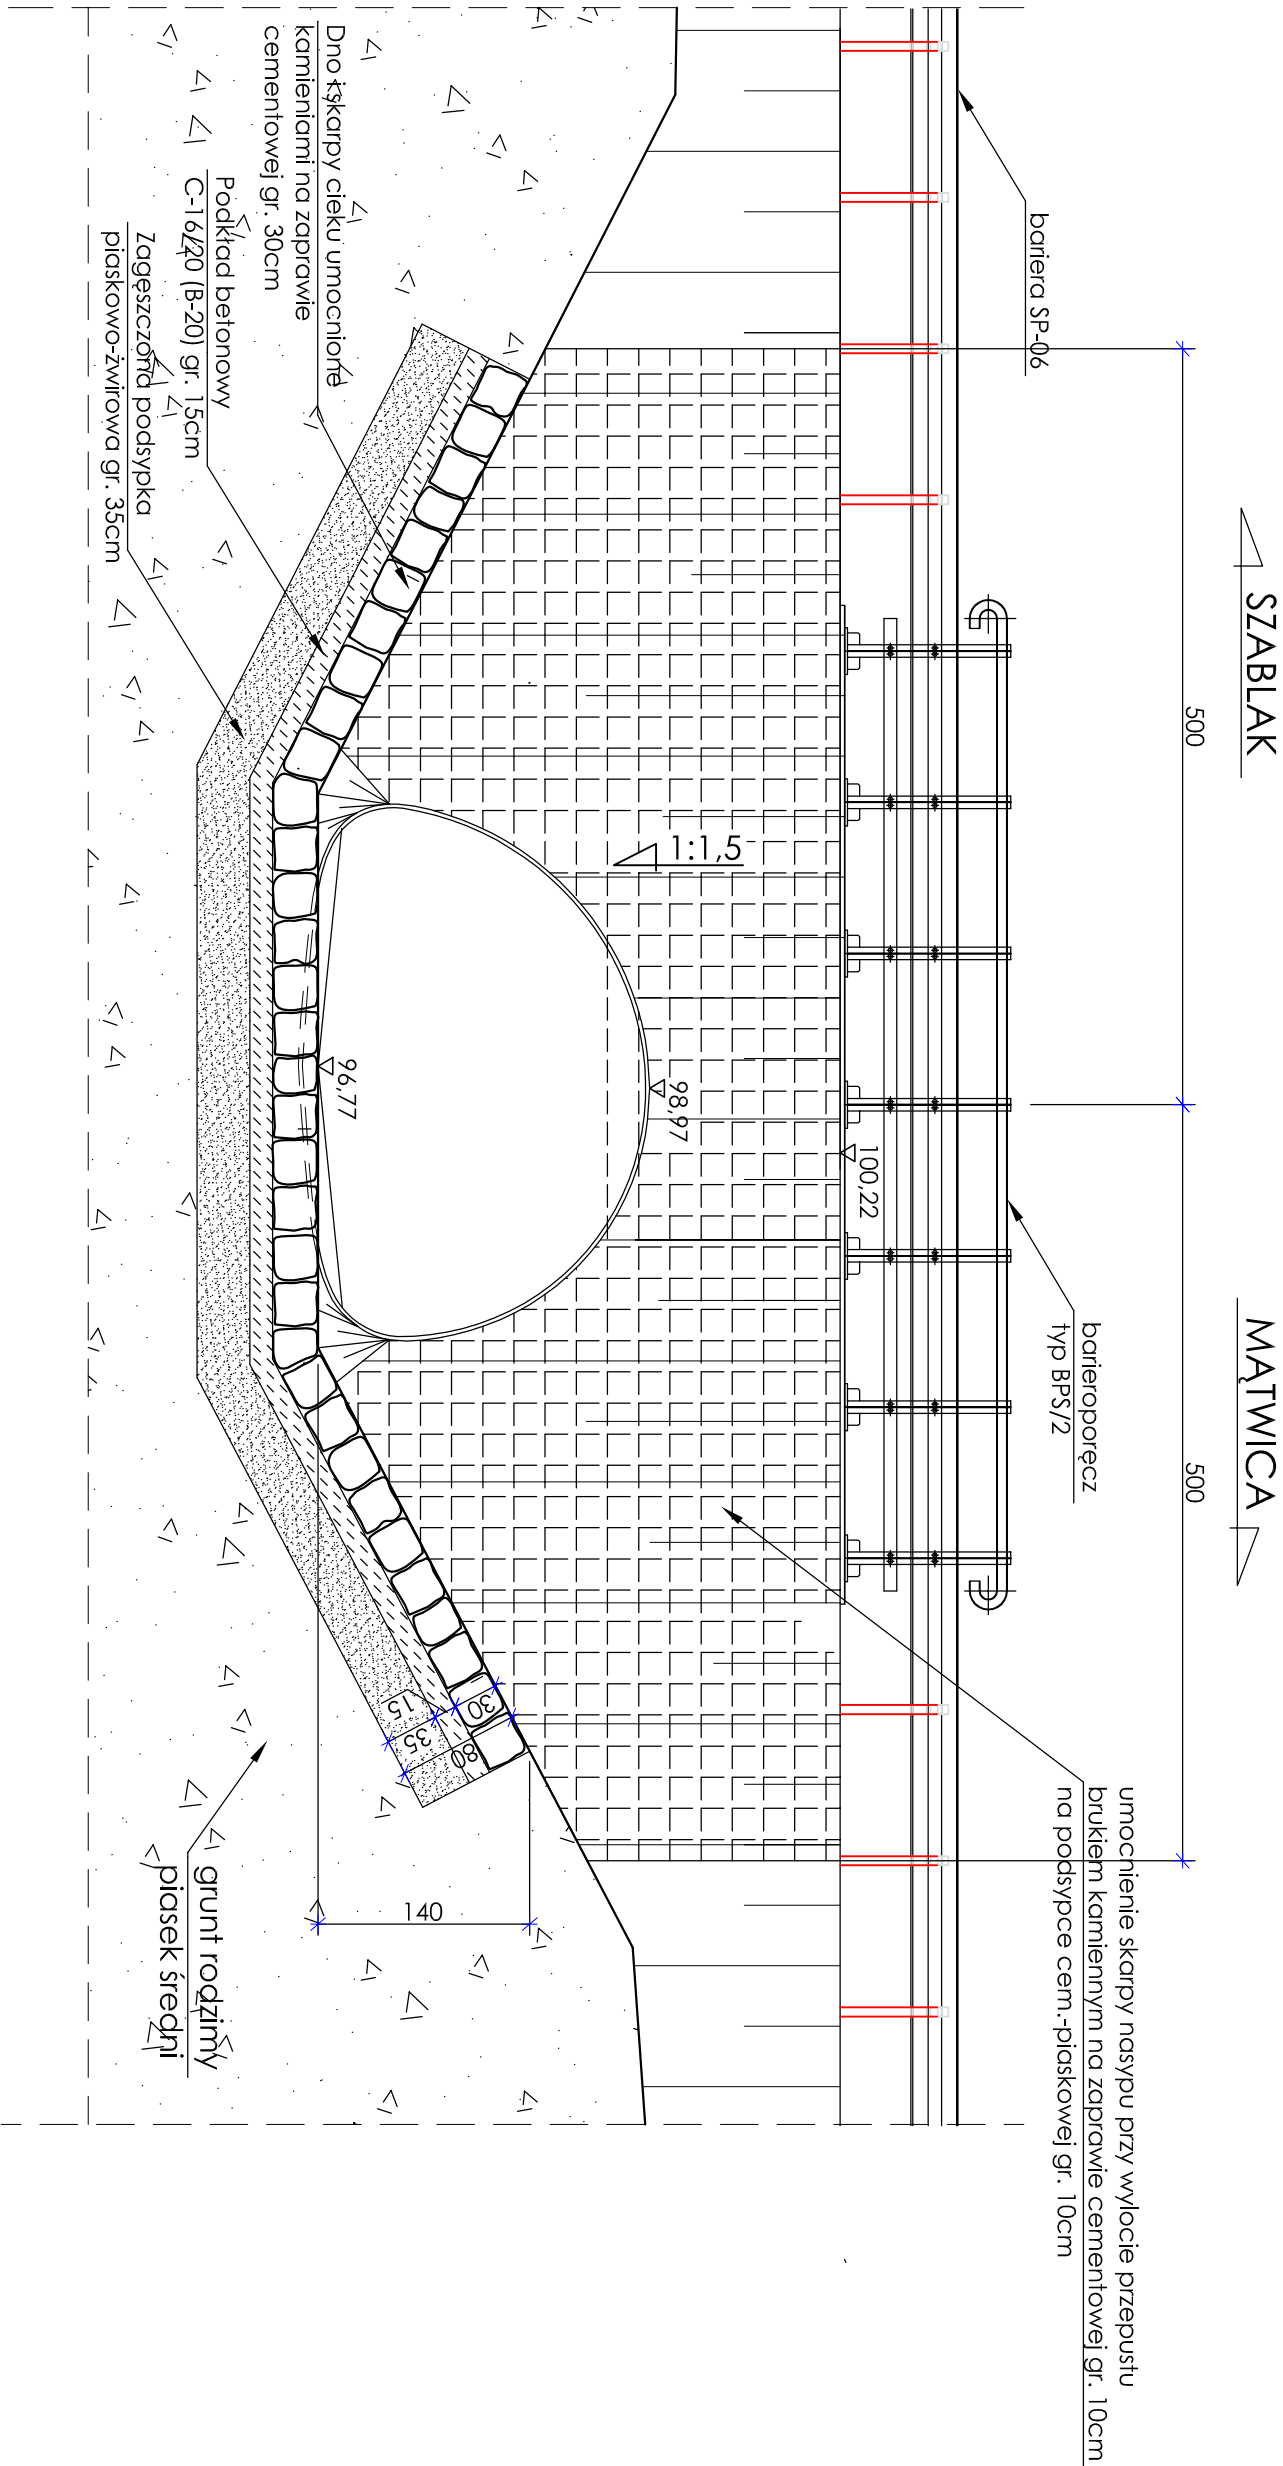 SZABLAK
MĄTWICA
500
500
bariera SP-06
barieroporęcz
typ BPS/2
umocnienie skarpy nasypu przy wylocie przepustu
brukiem kamiennym na zaprawie cementowej gr. 10cm
na podsypce cem.-piaskowej gr. 10cm
100,22
1:1,5
98,97
96,77
Dno i skarpy cieku umocnione
kamieniami na zaprawie
cementowej gr. 30cm
Podkład betonowy
C-16/20 (B-20) gr. 15cm
Zagęszczona podsypka
piaskowo-żwirowa gr. 35cm
30
15
35
80
140
grunt rodzimy
piasek średni